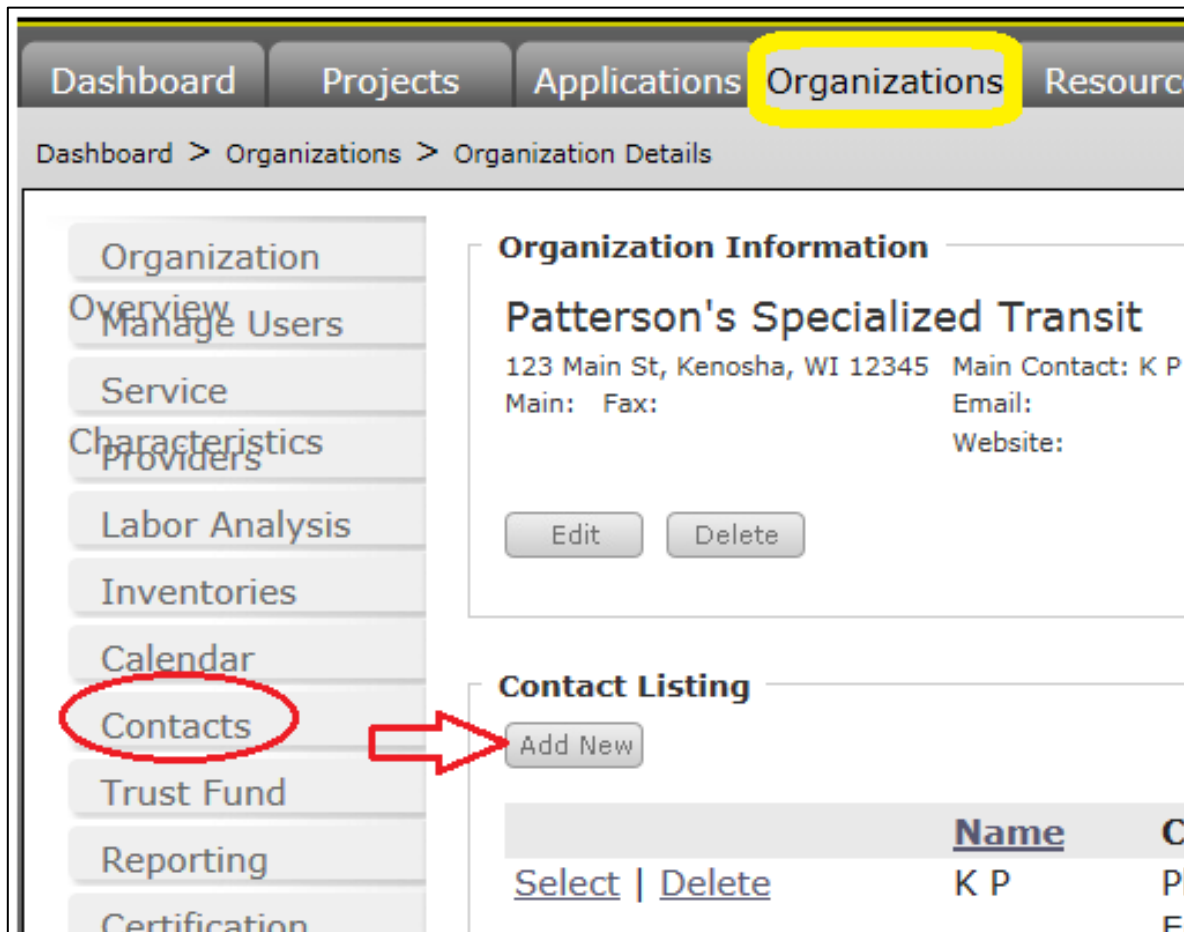 Dashboard Projects Applications Organizations Resourc
Dashboard > Organizations > Organization Details
Organization
Overview
Manage Users
Service
Characteristics
Providers
Labor Analysis
Inventories
Calendar
Contacts
Trust Fund
Reporting
Certification
Organization Information
Patterson's Specialized Transit
123 Main St, Kenosha, WI 12345 Main Contact: K P
Main: Fax: Email:
Website:
Edit Delete
Contact Listing
Add New
Name C
Select | Delete K P